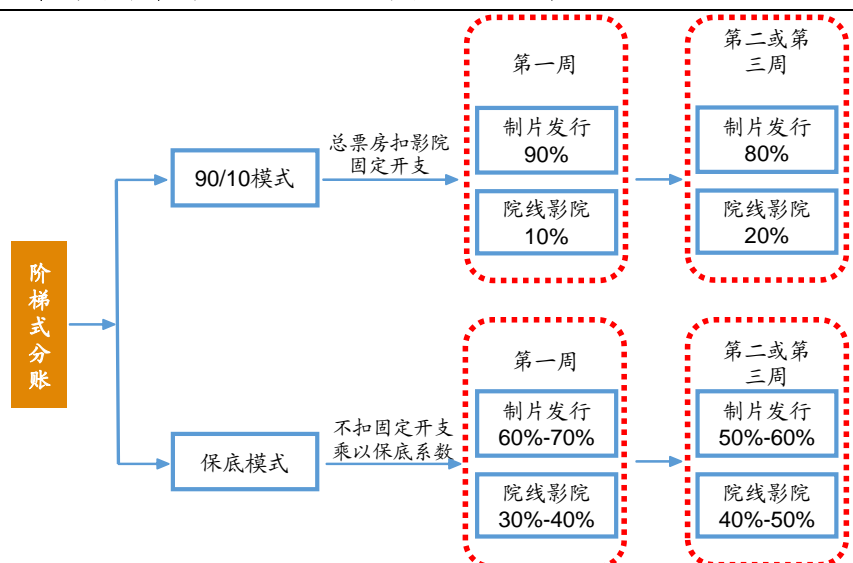 阶
梯
式
分
账
90/10模式
总票房扣影院
固定开支
第一周
制片发行
90%
院线影院
10%
第二或第
三周
制片发行
80%
院线影院
20%
保底模式
不扣固定开支
乘以保底系数
第一周
制片发行
60%-70%
院线影院
30%-40%
第二或第
三周
制片发行
50%-60%
院线影院
40%-50%